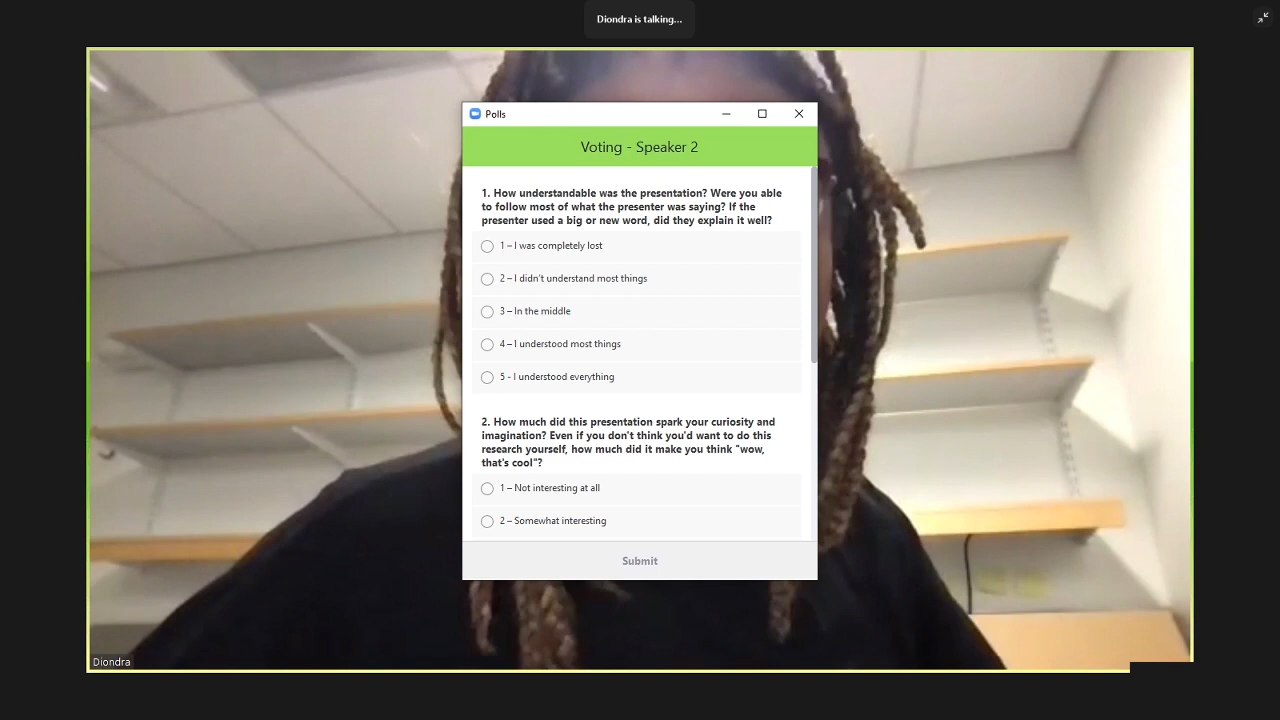 Diondra is talking...
Polls
Voting - Speaker 2
1. How understandable was the presentation? Were you able
to follow most of what the presenter was saying? If the
presenter used a big or new word, did they explain it well?
1 – I was completely lost
2 – I didn't understand most things
3 – In the middle
4 – I understood most things
5 - I understood everything
2. How much did this presentation spark your curiosity and
imagination? Even if you don't think you'd want to do this
research yourself, how much did it make you think "wow,
that's cool"?
1 – Not interesting at all
2 – Somewhat interesting
Submit
Diondra